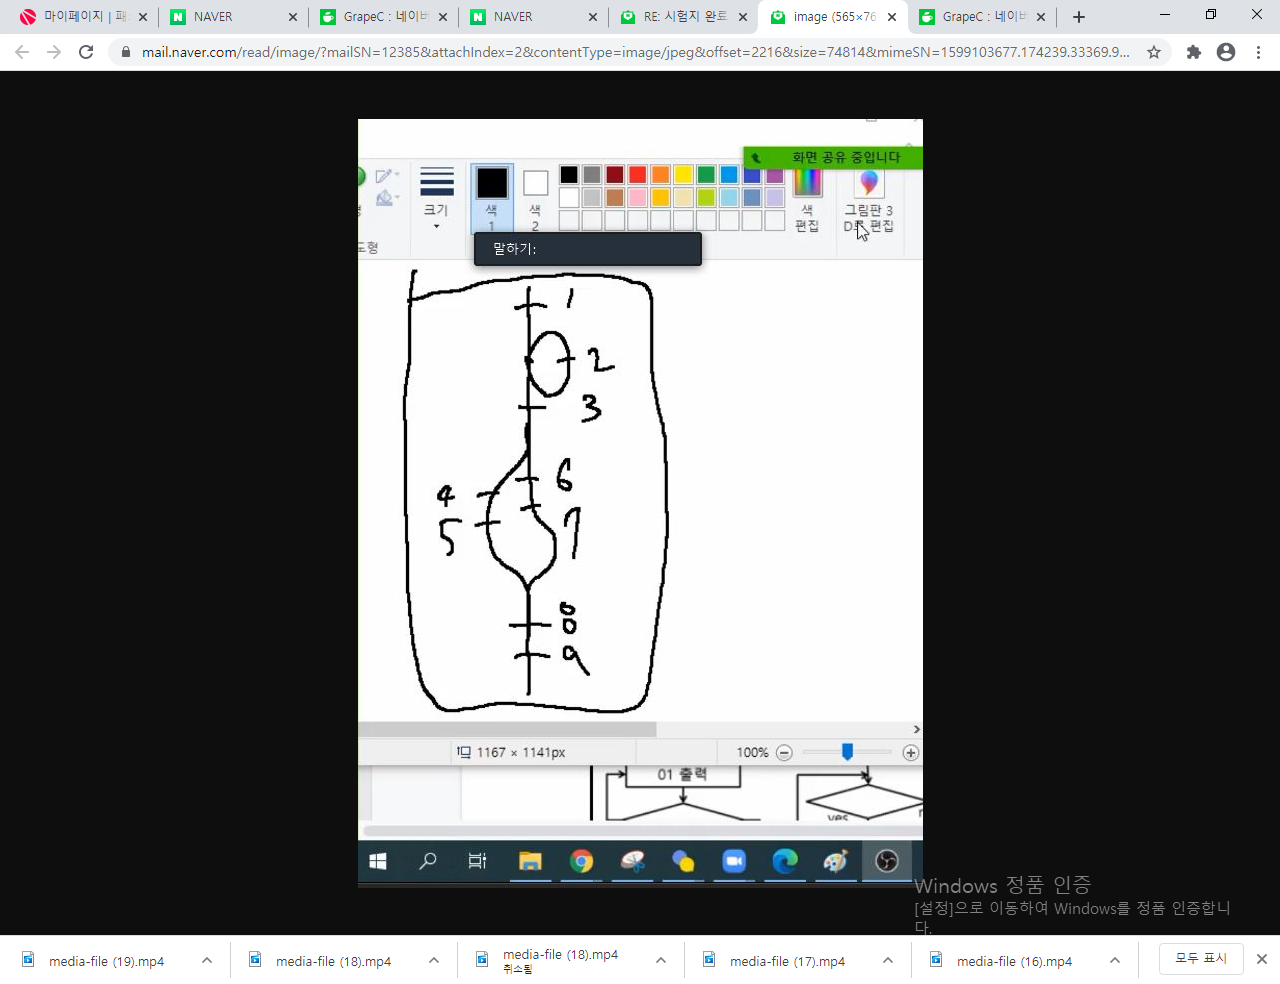 마이페이지 | 패
NAVER
GrapeC : 네이버
NAVER
RE: 시험지 완료
image (565×76
GrapeC : 네이버
mail.naver.com/read/image/?mailSN=12385&attachIndex=2&contentType=image/jpeg&offset=2216&size=74814&mimeSN=1599103677.174239.33369.9...
화면 공유 중입니다
크기
색
1
색
2
색
편집
그림판 3
D로 편집
도형
말하기:
1
2
3
6
4
5
7
8
9
1167 × 1141px
100%
01 출력
yes
Windows 정품 인증
[설정]으로 이동하여 Windows를 정품 인증합니
다.
media-file (19).mp4
media-file (18).mp4
media-file (18).mp4
취소됨
media-file (17).mp4
media-file (16).mp4
모두 표시